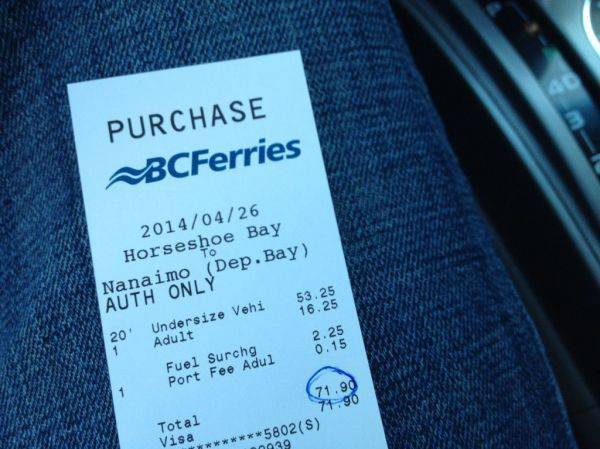 PURCHASE
BCFerries
2014/04/26
Horseshoe Bay
To
Nanaimo (Dep.Bay)
AUTH ONLY
20' Undersize Vehi 53.25
1 Adult 16.25
Fuel Surchg 2.25
1 Port Fee Adul 0.15
Total 71.90
Visa 71.90
**********5802(S)